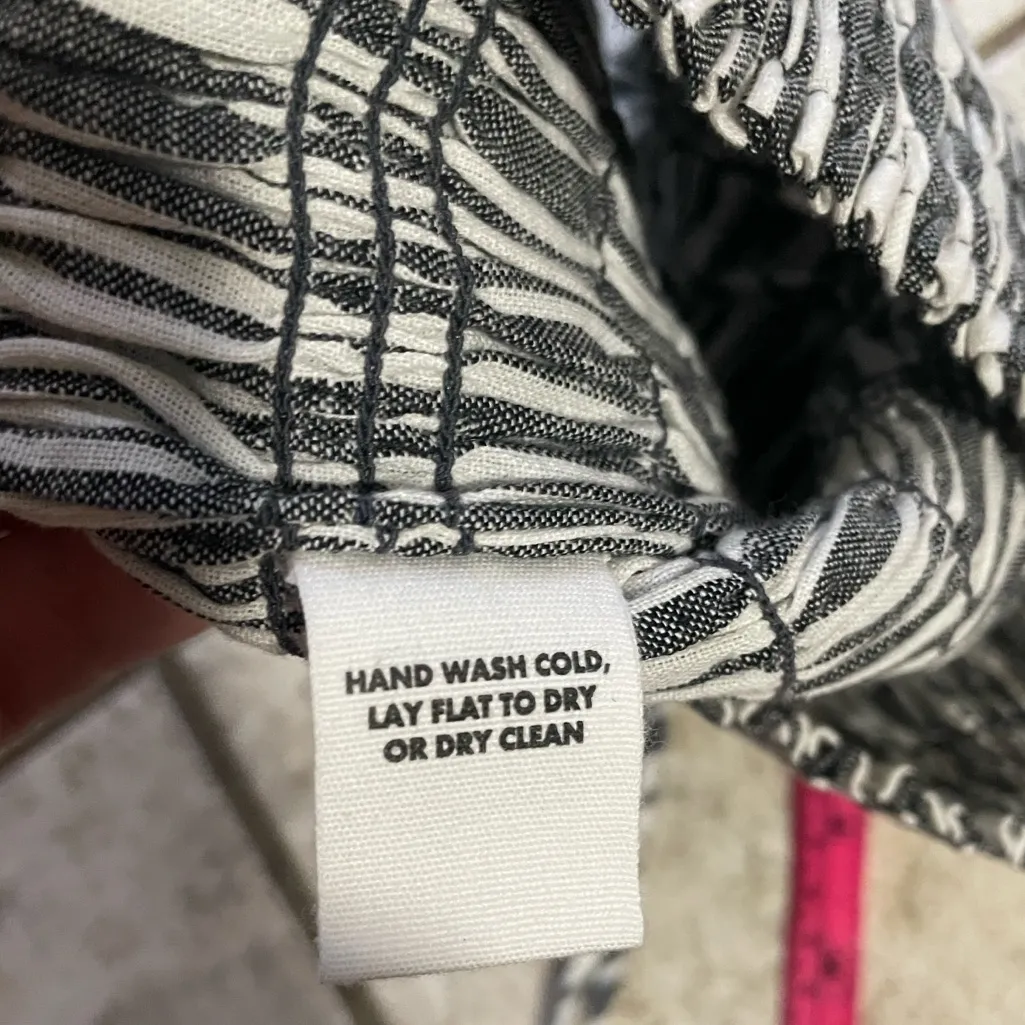 HAND WASH COLD,
LAY FLAT TO DRY
OR DRY CLEAN